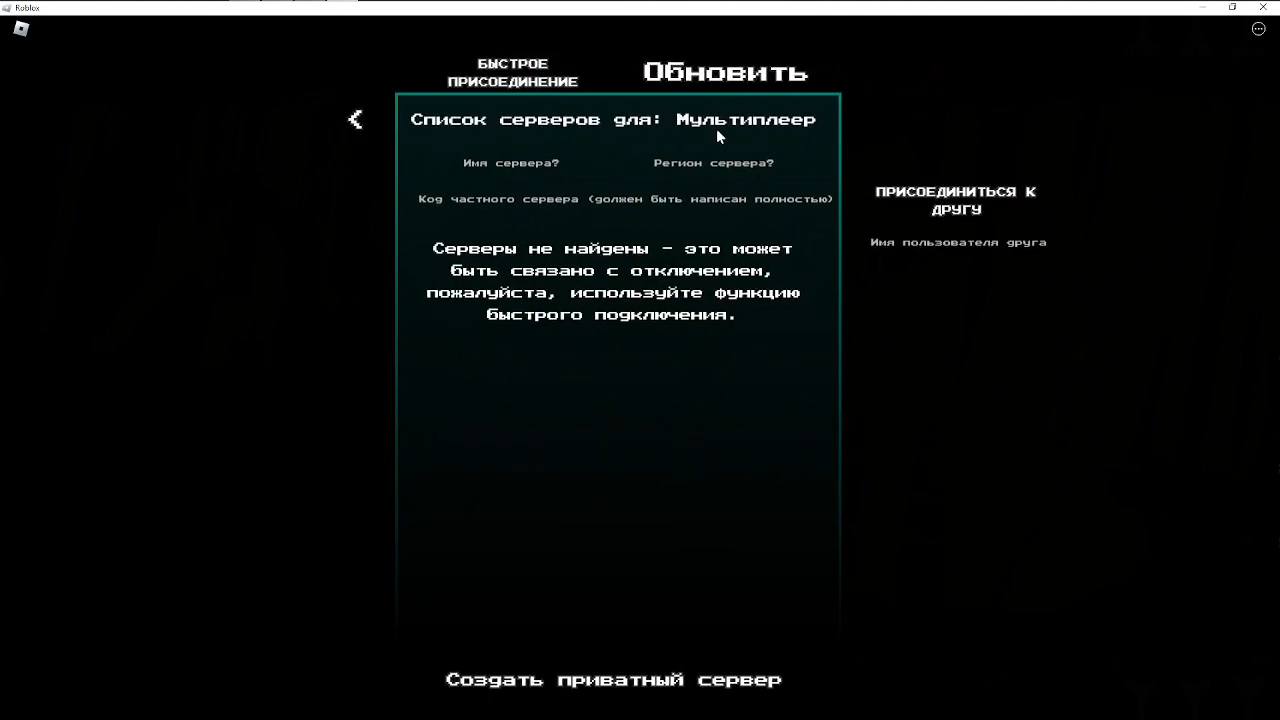 Roblox
БЫСТРОЕ
ПРИСОЕДИНЕНИЕ
Обновить
Список серверов для: Мультиплеер
Имя сервера?
Регион сервера?
Код частного сервера (должен быть написан полностью)
Серверы не найдены - это может
быть связано с отключением,
пожалуйста, используйте функцию
быстрого подключения.
ПРИСОЕДИНИТЬСЯ К
ДРУГУ
Имя пользователя друга
Создать приватный сервер